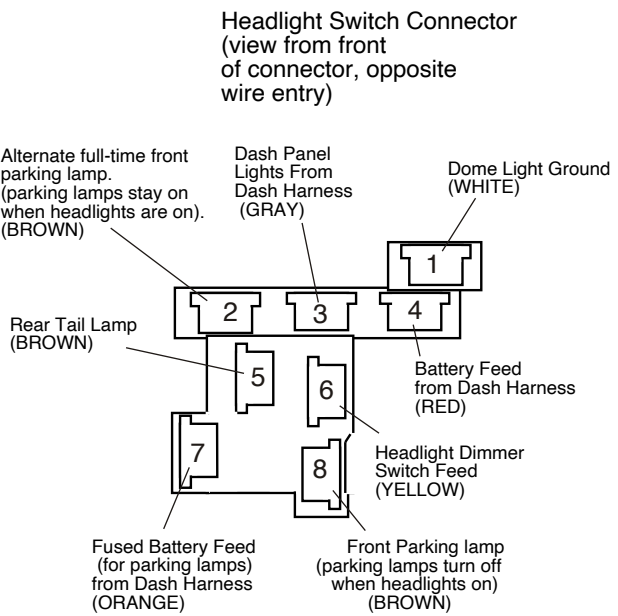 Headlight Switch Connector
(view from front
of connector, opposite
wire entry)
Alternate full-time front
parking lamp.
(parking lamps stay on
when headlights are on).
(BROWN)
Dash Panel
Lights From
Dash Harness
(GRAY)
Dome Light Ground
(WHITE)
1
2
3
4
Rear Tail Lamp
(BROWN)
5
6
Battery Feed
from Dash Harness
(RED)
7
8
Headlight Dimmer
Switch Feed
(YELLOW)
Fused Battery Feed
(for parking lamps)
from Dash Harness
(ORANGE)
Front Parking lamp
(parking lamps turn off
when headlights on)
(BROWN)